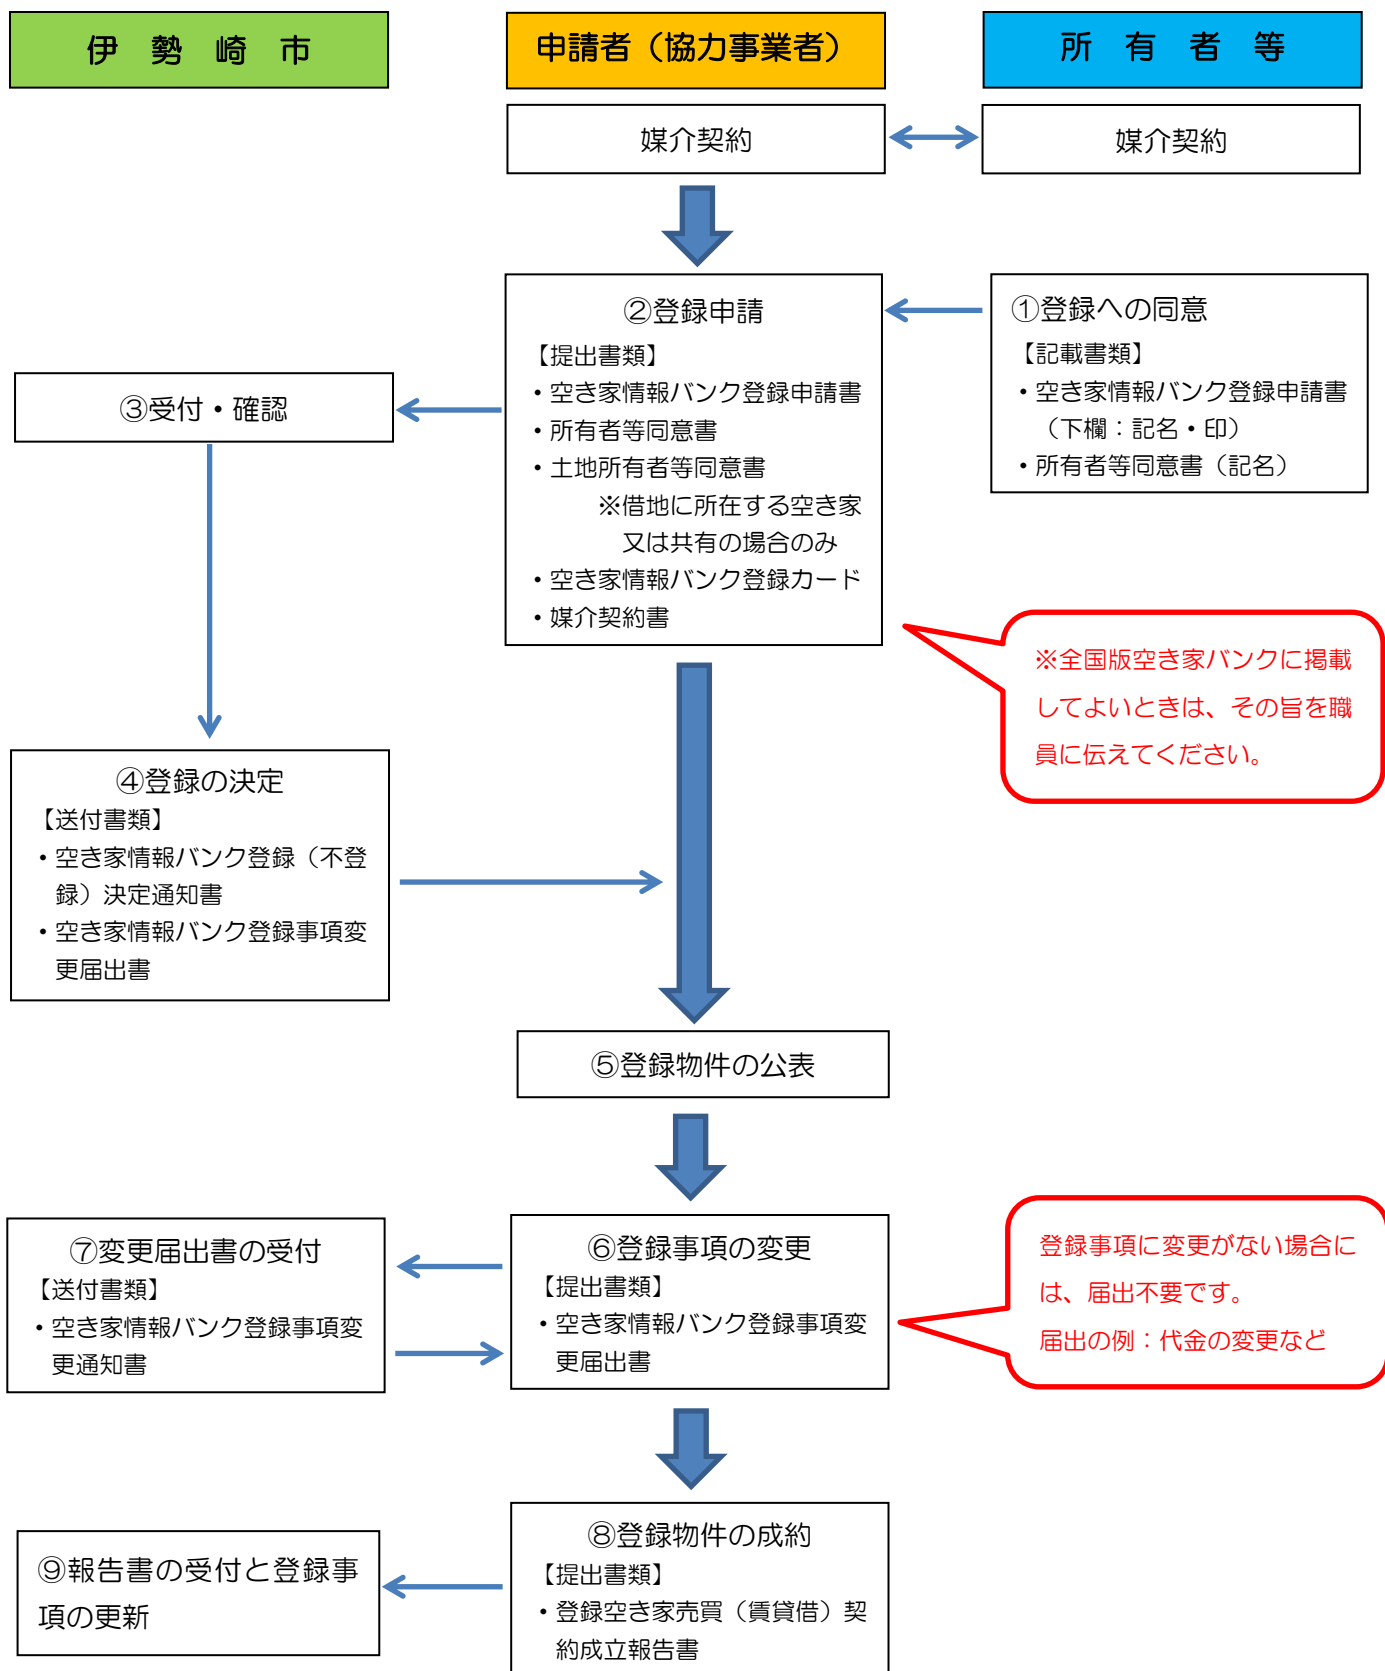 伊勢崎市
申請者（協力事業者）
所有者等
媒介契約
媒介契約
①登録への同意
【記載書類】
・空き家情報バンク登録申請書
（下欄：記名・印）
・所有者等同意書（記名）
②登録申請
【提出書類】
・空き家情報バンク登録申請書
・所有者等同意書
・土地所有者等同意書
※借地に所在する空き家
又は共有の場合のみ
・空き家情報バンク登録カード
・媒介契約書
③受付・確認
※全国版空き家バンクに掲載
してよいときは、その旨を職
員に伝えてください。
④登録の決定
【送付書類】
・空き家情報バンク登録（不登
録）決定通知書
・空き家情報バンク登録事項変
更届出書
⑤登録物件の公表
⑥登録事項の変更
【提出書類】
・空き家情報バンク登録事項変
更届出書
登録事項に変更がない場合に
は、届出不要です。
届出の例：代金の変更など
⑦変更届出書の受付
【送付書類】
・空き家情報バンク登録事項変
更通知書
⑧登録物件の成約
【提出書類】
・登録空き家売買（賃貸借）契
約成立報告書
⑨報告書の受付と登録事
項の更新